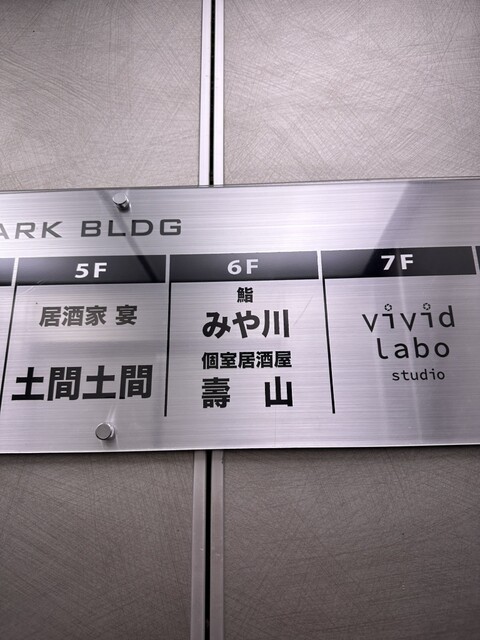 ARK BLDG
5F
居酒家 宴
土間土間
6F
鮨
みや川
個室居酒屋
壽 山
7F
vivid
labo
studio